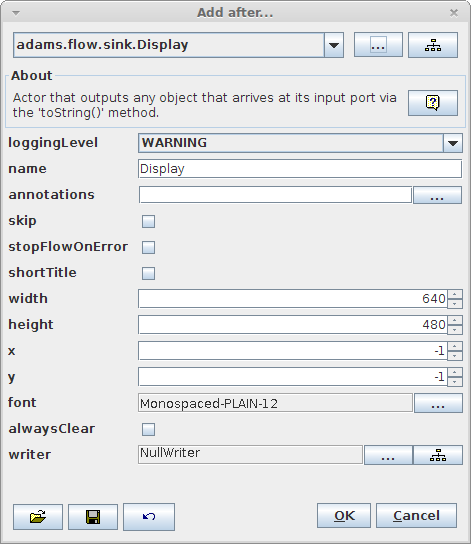 Add after...
adams.flow.sink.Display
...
About
Actor that outputs any object that arrives at its input port via
the 'toString()' method.
loggingLevel WARNING
name Display
annotations ...
skip
stopFlowOnError
shortTitle
width 640
height 480
x -1
y -1
font Monospaced-PLAIN-12 ...
alwaysClear
writer NullWriter ...
OK Cancel